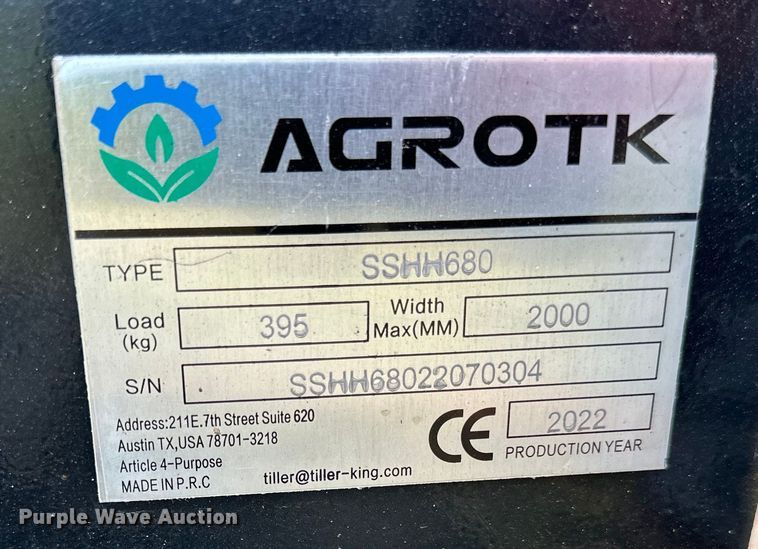 AGROTK
TYPE SSHH680
Load (kg) 395 Width Max(MM) 2000
S/N SSHH68022070304
Address:211E.7th Street Suite 620
Austin TX,USA 78701-3218
Article 4-Purpose
MADE IN P.R.C
tiller@tiller-king.com
CE 2022
PRODUCTION YEAR
Purple Wave Auction